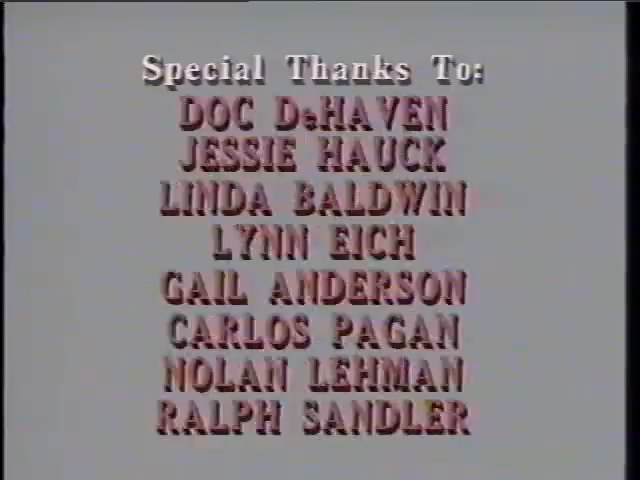 Special Thanks To:
DOC DeHAVEN
JESSIE HAUCK
LINDA BALDWIN
LYNN EICH
GAIL ANDERSON
CARLOS PAGAN
NOLAN LEHMAN
RALPH SANDLER